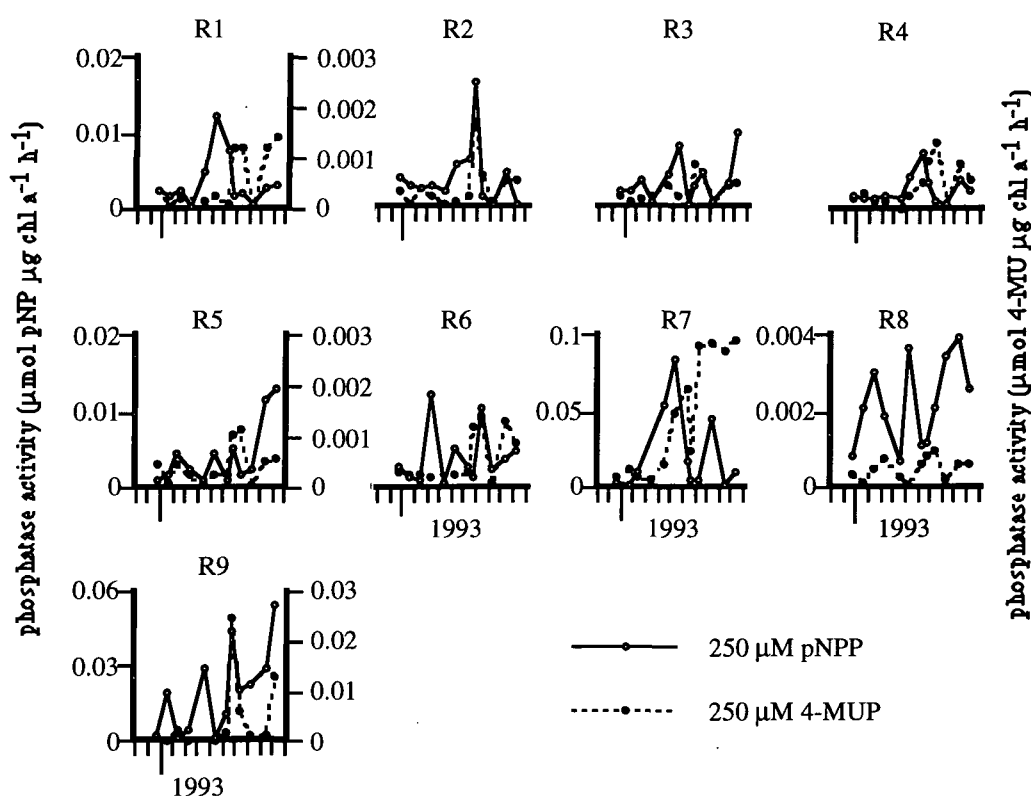 R1
R2
R3
R4
0.02
0.01
0
0.003
0.002
0.001
0
R5
R6
R7
R8
0.02
0.01
0
0.003
0.002
0.001
0
0.1
0.05
0
0.004
0.002
0
1993
1993
1993
R9
0.06
0.03
0
0.03
0.02
0.01
0
1993
250 µM pNPP
250 µM 4-MUP
phosphatase activity (µmol pNP µg chl a⁻¹ h⁻¹)
phosphatase activity (µmol 4-MU µg chl a⁻¹ h⁻¹)